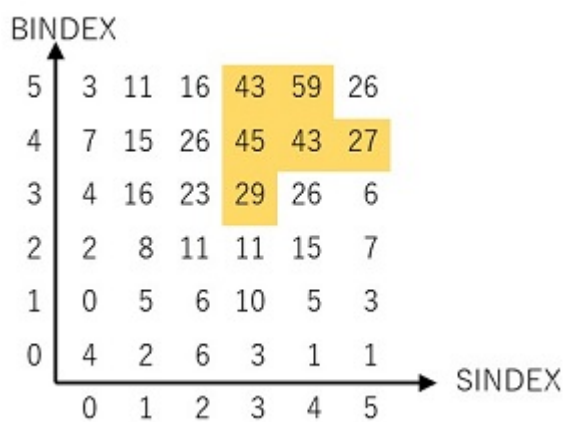 BINDEX
5 3 11 16 43 59 26
4 7 15 26 45 43 27
3 4 16 23 29 26 6
2 2 8 11 11 15 7
1 0 5 6 10 5 3
0 4 2 6 3 1 1
SINDEX
0 1 2 3 4 5